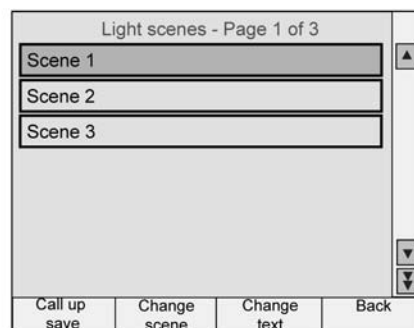 Light scenes - Page 1 of 3
Scene 1
Scene 2
Scene 3
Call up Change Change Back
save scene text